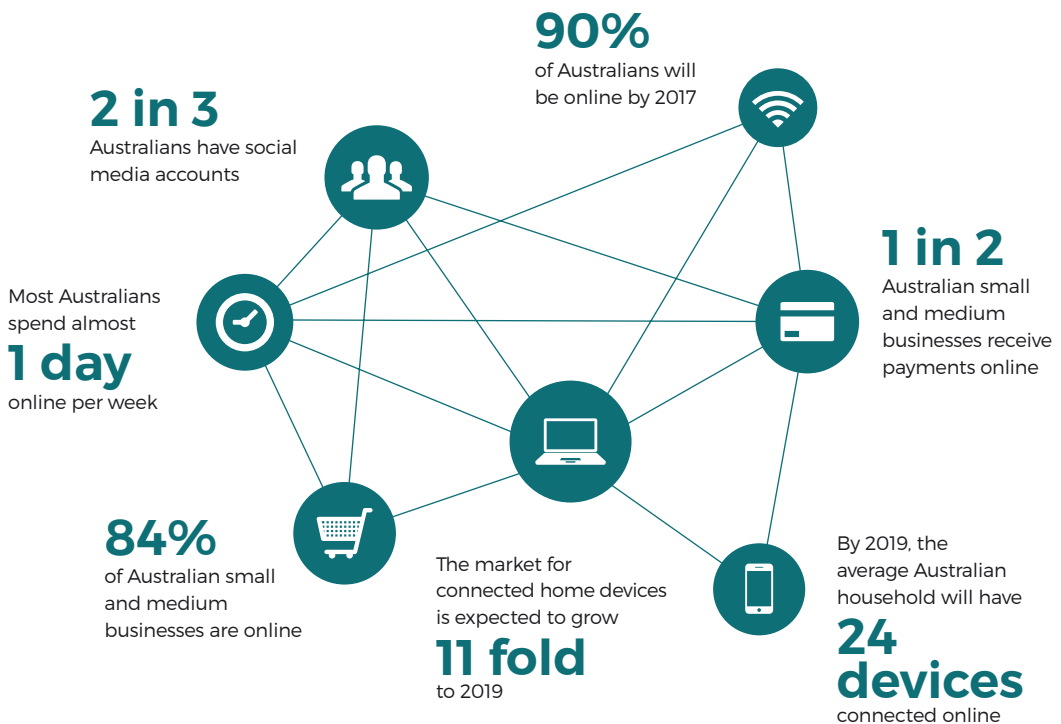 90%
of Australians will
be online by 2017
2 in 3
Australians have social
media accounts
1 in 2
Australian small
and medium
businesses receive
payments online
Most Australians
spend almost
1 day
online per week
84%
of Australian small
and medium
businesses are online
The market for
connected home devices
is expected to grow
11 fold
to 2019
By 2019, the
average Australian
household will have
24
devices
connected online